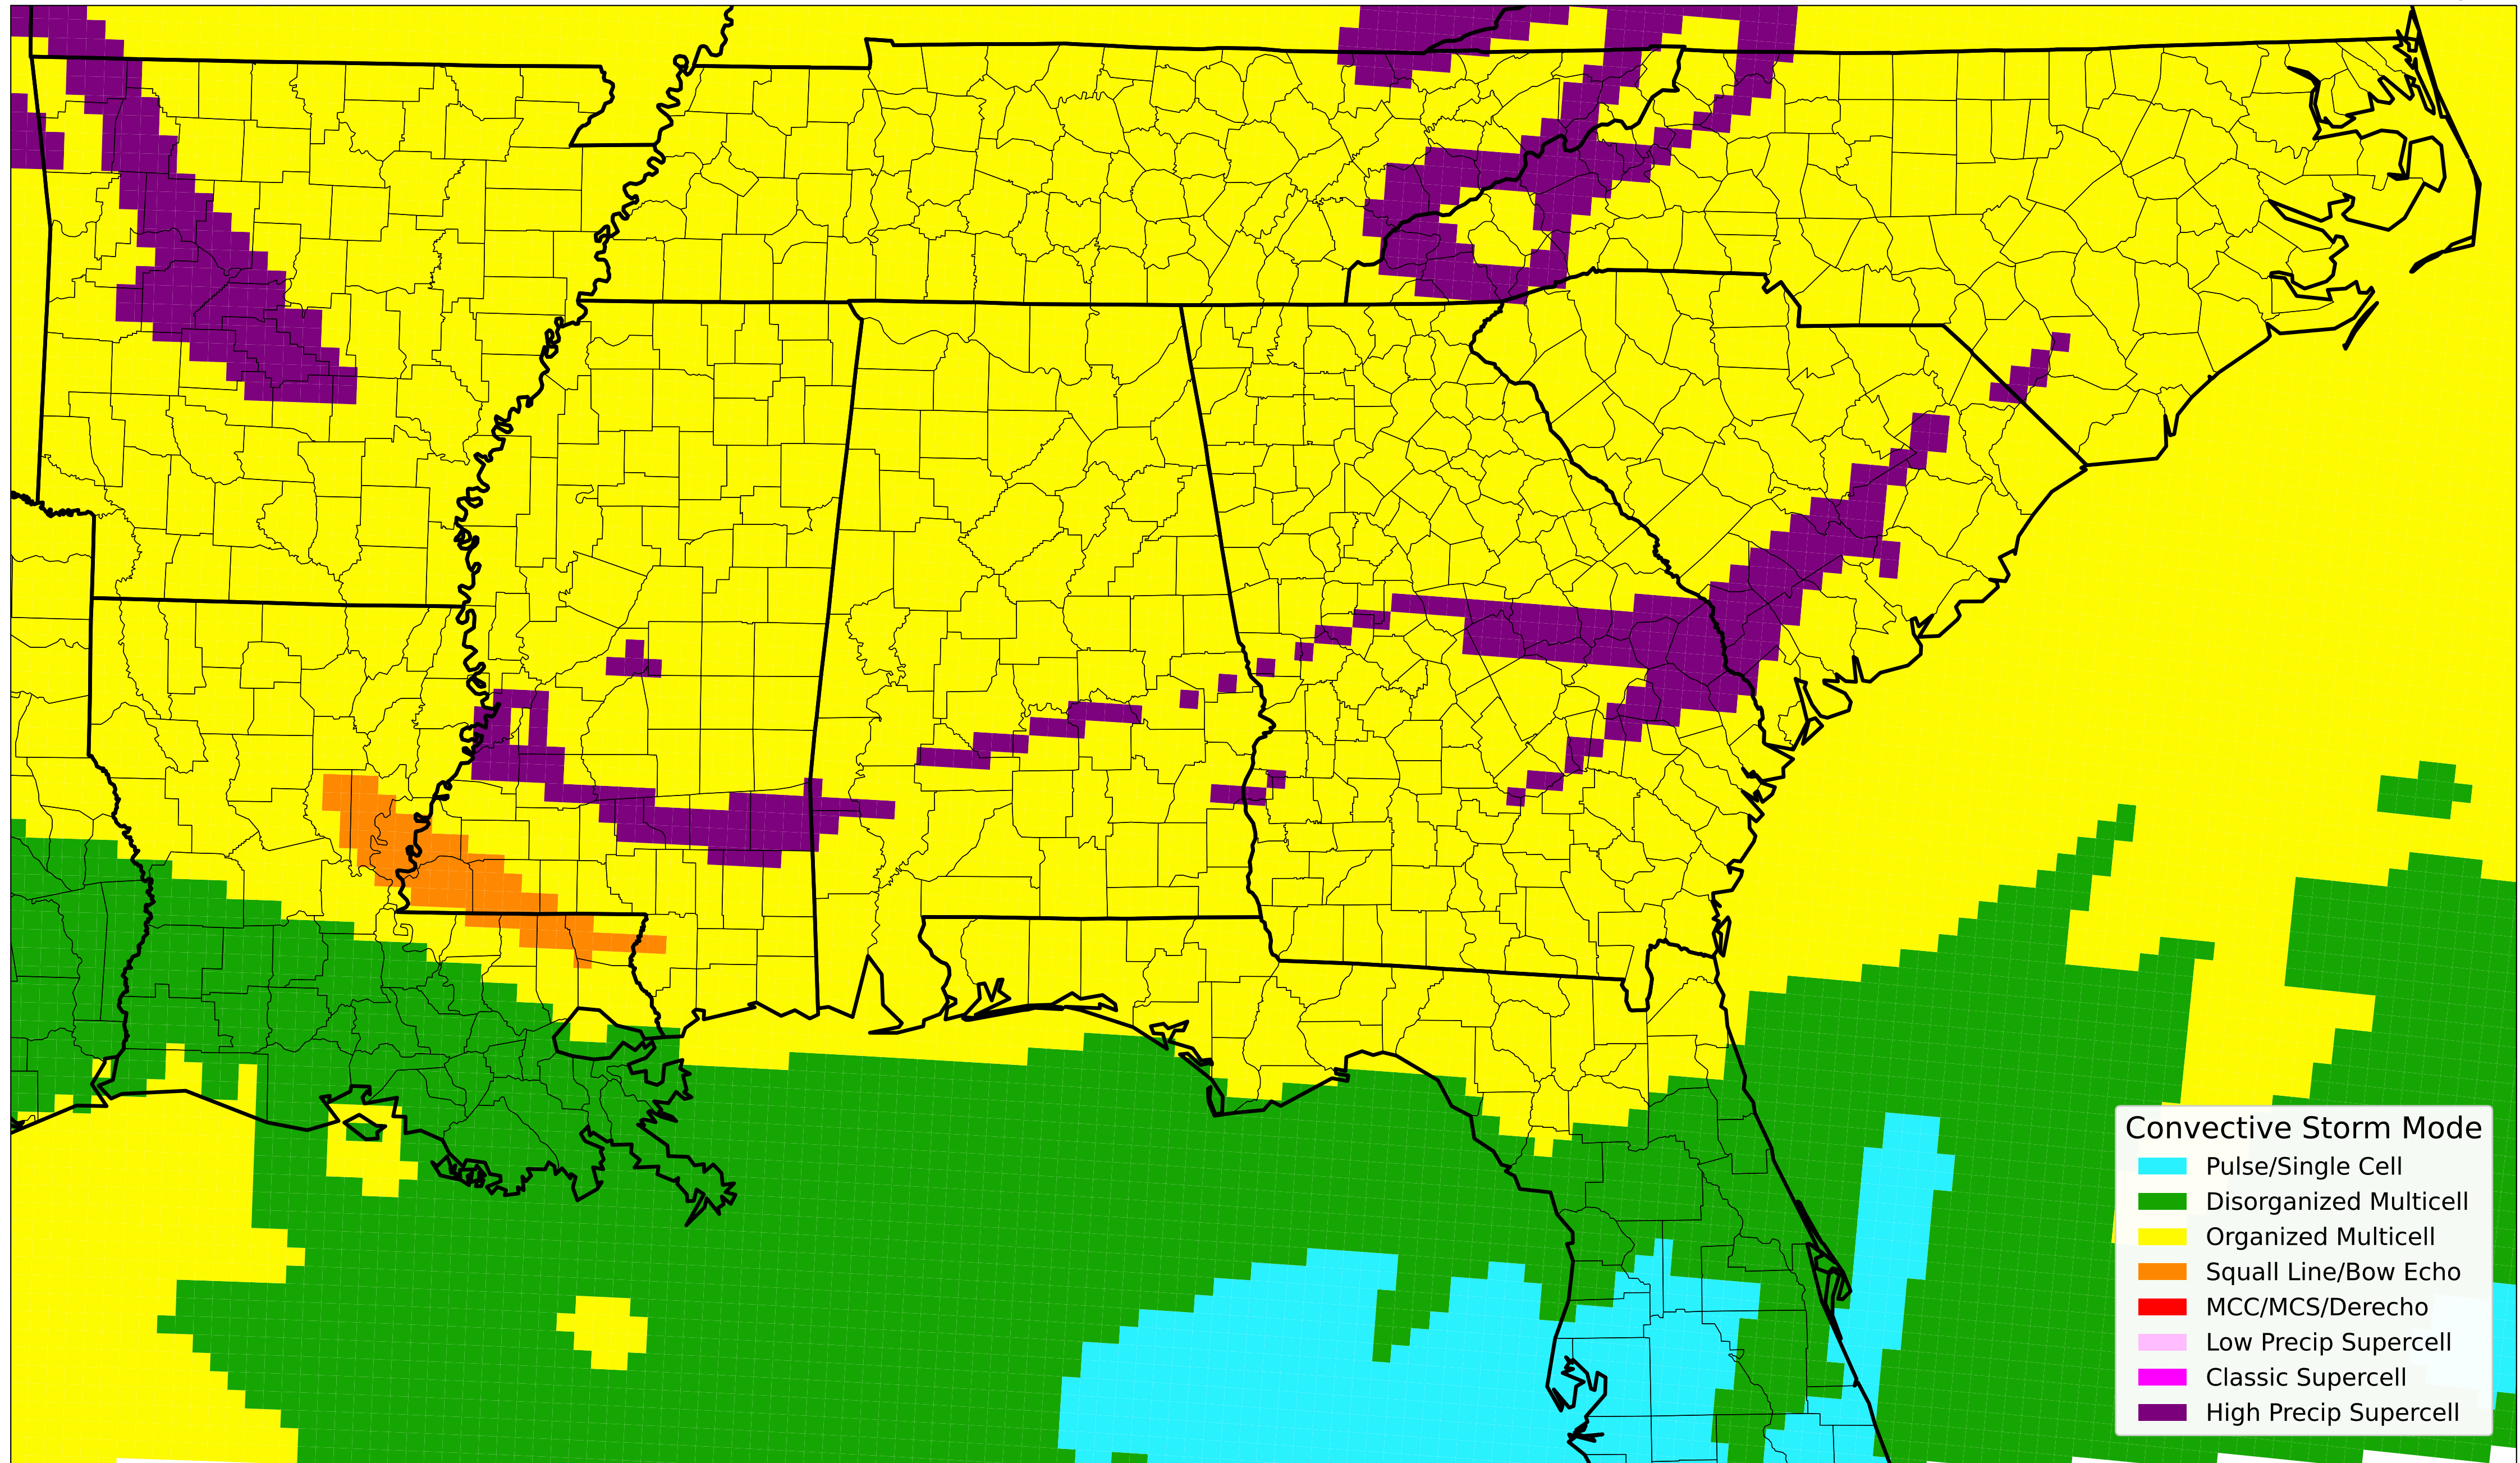 Convective Storm Mode
Pulse/Single Cell
Disorganized Multicell
Organized Multicell
Squall Line/Bow Echo
MCC/MCS/Derecho
Low Precip Supercell
Classic Supercell
High Precip Supercell